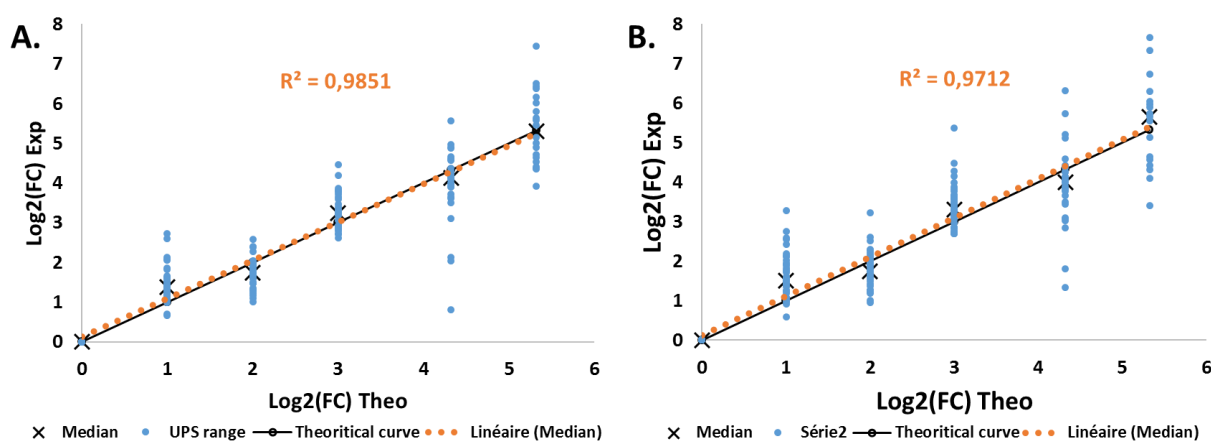 A.
8
7
6
5
4
3
2
1
0
Log2(FC) Exp
R² = 0,9851
0 1 2 3 4 5 6
Log2(FC) Theo
Median UPS range Theoritical curve Linéaire (Median)
B.
8
7
6
5
4
3
2
1
0
Log2(FC) Exp
R² = 0,9712
0 1 2 3 4 5 6
Log2(FC) Theo
Median Série2 Theoritical curve Linéaire (Median)